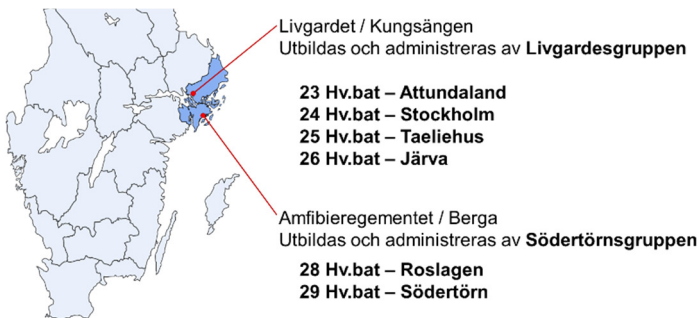 Livgardet / Kungsängen
Utbildas och administreras av Livgardesgruppen
23 Hv.bat – Attundaland
24 Hv.bat – Stockholm
25 Hv.bat – Taeliehus
26 Hv.bat – Järva
Amfibieregementet / Berga
Utbildas och administreras av Södertörnsgruppen
28 Hv.bat – Roslagen
29 Hv.bat – Södertörn